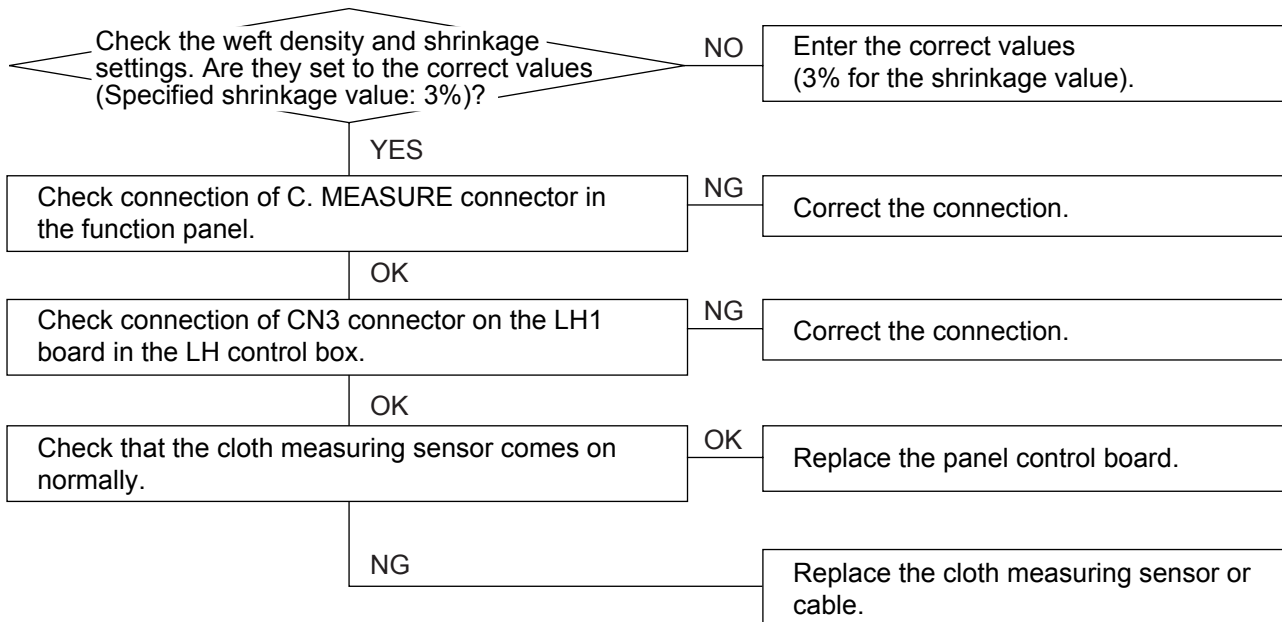 Check the weft density and shrinkage
settings. Are they set to the correct values
(Specified shrinkage value: 3%)?
NO
Enter the correct values
(3% for the shrinkage value).
YES
Check connection of C. MEASURE connector in
the function panel.
NG
Correct the connection.
OK
Check connection of CN3 connector on the LH1
board in the LH control box.
NG
Correct the connection.
OK
Check that the cloth measuring sensor comes on
normally.
OK
Replace the panel control board.
NG
Replace the cloth measuring sensor or
cable.